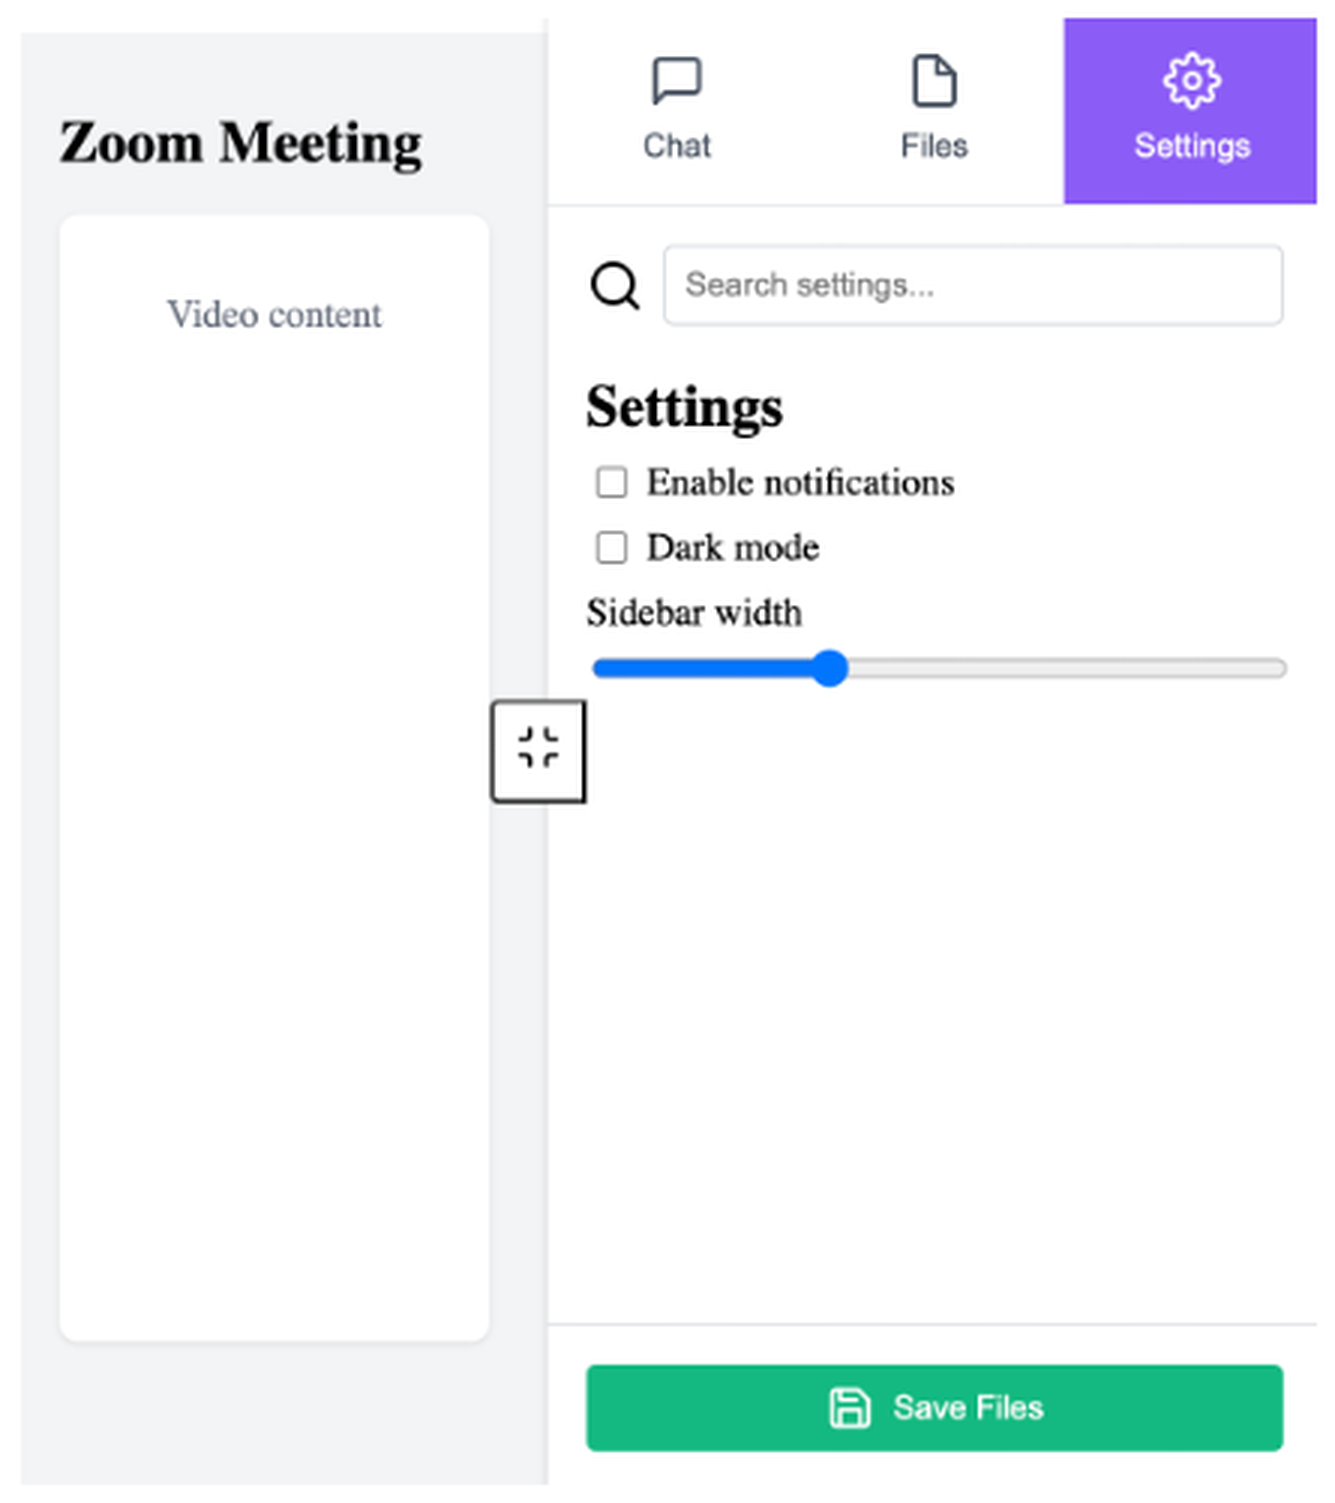 Zoom Meeting
Video content
Chat
Files
Settings
Search settings...
Settings
Enable notifications
Dark mode
Sidebar width
Save Files